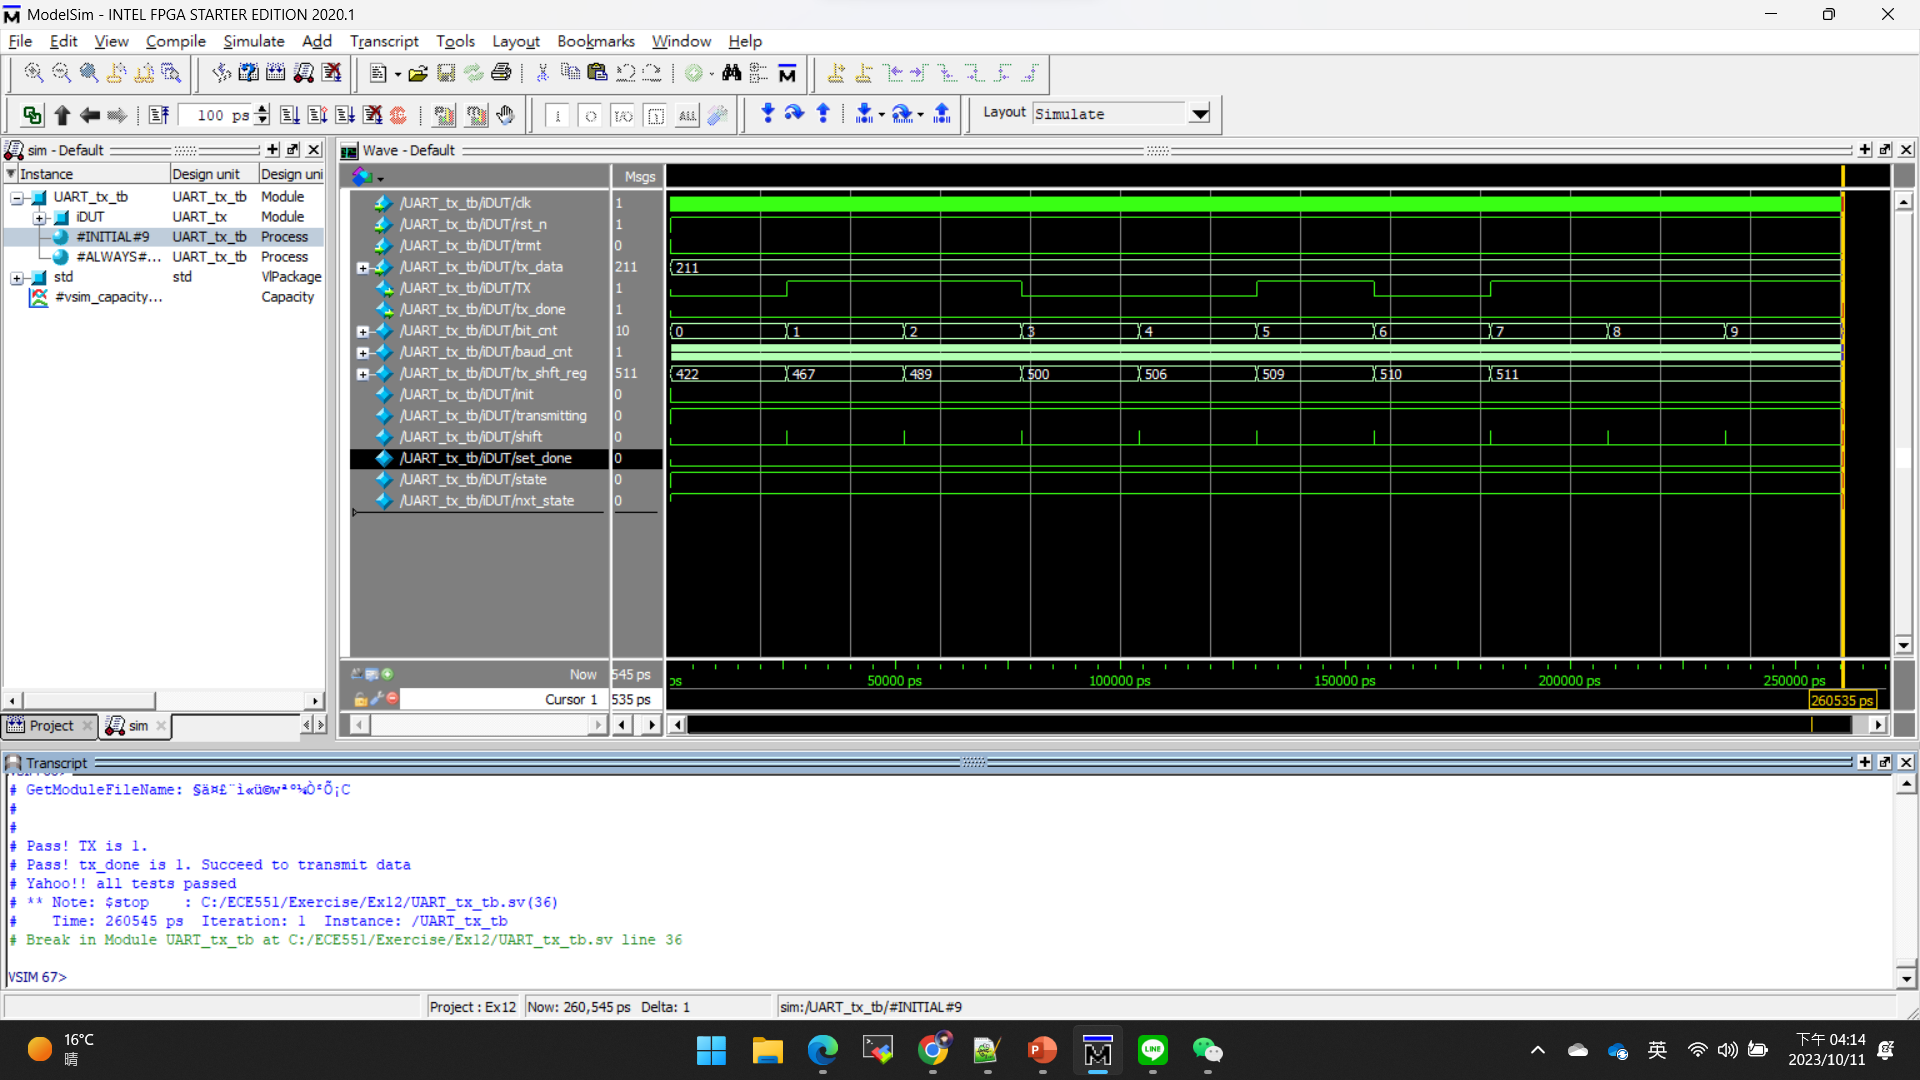 ModelSim - INTEL FPGA STARTER EDITION 2020.1
File Edit View Compile Simulate Add Transcript Tools Layout Bookmarks Window Help
100 ps
Layout Simulate
sim - Default
Instance Design unit Design uni
UART_tx_tb UART_tx_tb Module
iDUT UART_tx Module
#INITIAL#9 UART_tx_tb Process
#ALWAYS#... UART_tx_tb Process
std std VlPackage
#vsim_capacity... Capacity
Project sim
Wave - Default
Msgs
/UART_tx_tb/iDUT/clk 1
/UART_tx_tb/iDUT/rst_n 1
/UART_tx_tb/iDUT/trmt 0
/UART_tx_tb/iDUT/tx_data 211 211
/UART_tx_tb/iDUT/TX 1
/UART_tx_tb/iDUT/tx_done 1
/UART_tx_tb/iDUT/bit_cnt 10 0 1 2 3 4 5 6 7 8 9
/UART_tx_tb/iDUT/baud_cnt 1
/UART_tx_tb/iDUT/tx_shft_reg 511 422 467 489 500 506 509 510 511
/UART_tx_tb/iDUT/init 0
/UART_tx_tb/iDUT/transmitting 0
/UART_tx_tb/iDUT/shift 0
/UART_tx_tb/iDUT/set_done 0
/UART_tx_tb/iDUT/state 0
/UART_tx_tb/iDUT/nxt_state 0
Now 545 ps ps 50000 ps 100000 ps 150000 ps 200000 ps 250000 ps
Cursor 1 535 ps 260535 ps
Transcript
# GetModuleFileName: §ä¤£¨ì«ü©wªº¼Ò²Õ¡C
#
#
# Pass! TX is 1.
# Pass! tx_done is 1. Succeed to transmit data
# Yahoo!! all tests passed
# ** Note: $stop : C:/ECE551/Exercise/Ex12/UART_tx_tb.sv(36)
# Time: 260545 ps Iteration: 1 Instance: /UART_tx_tb
# Break in Module UART_tx_tb at C:/ECE551/Exercise/Ex12/UART_tx_tb.sv line 36
VSIM 67>
Project : Ex12 Now: 260,545 ps Delta: 1 sim:/UART_tx_tb/#INITIAL#9
16°C
晴
英
下午 04:14
2023/10/11